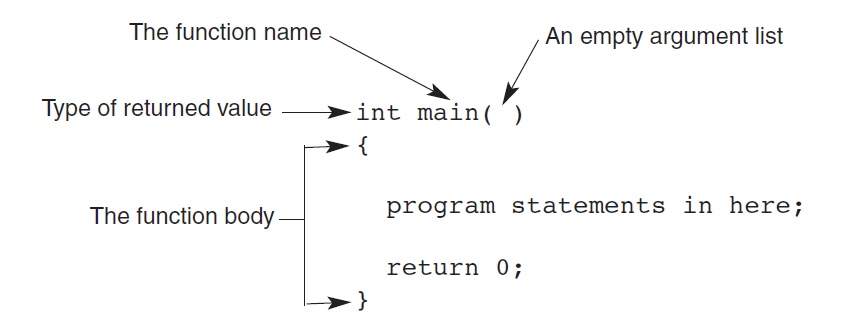 The function name
An empty argument list
Type of returned value
int main( )
{
The function body
program statements in here;
return 0;
}